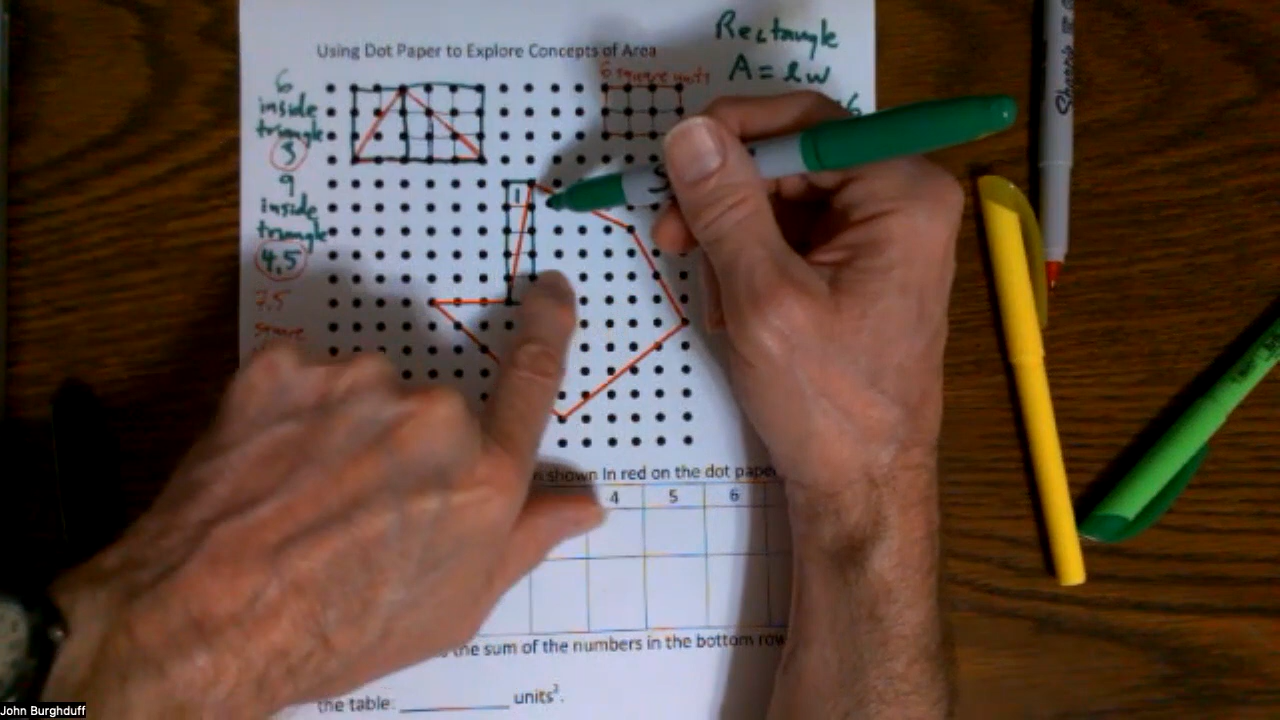 Using Dot Paper to Explore Concepts of Area
Rectangle
A = lw
6 square units
6
inside
triangle
3
9
inside
triangle
4.5
7.5
square
1
shown In red on the dot pape
4 5 6
the sum of the numbers in the bottom row
the table: __________ units².
Sharpie
John Burghduff